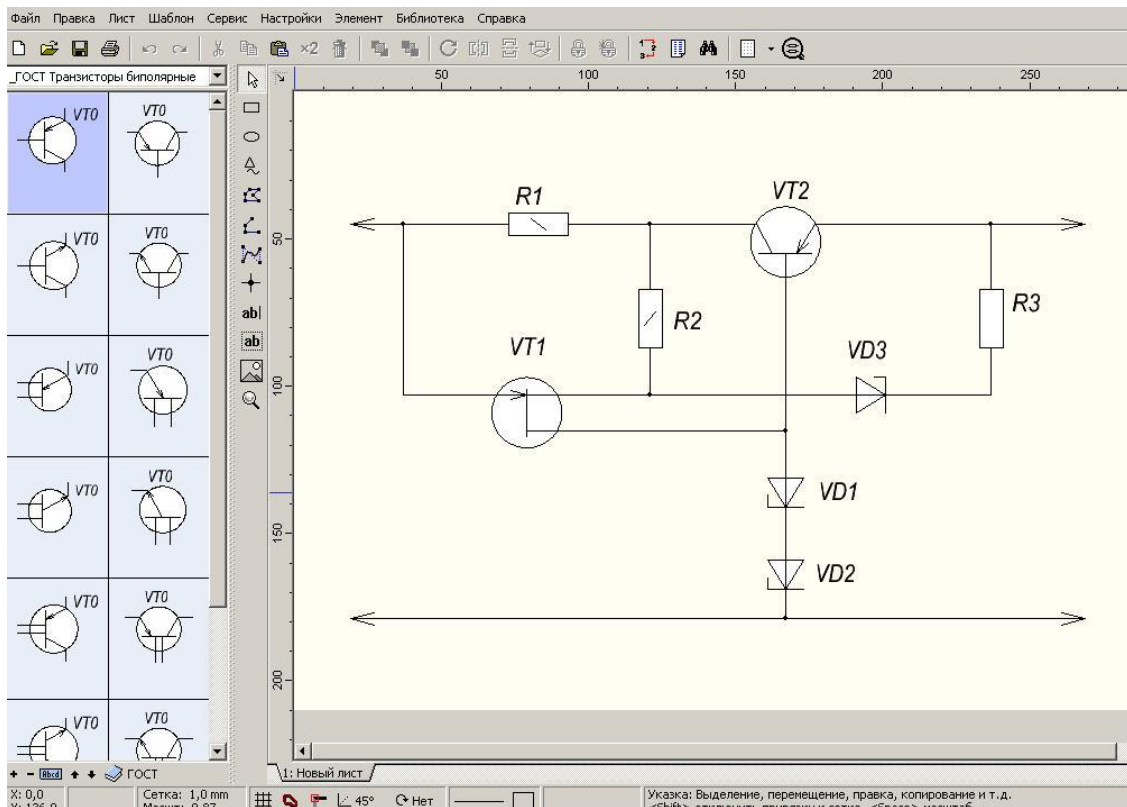 Файл Правка Лист Шаблон Сервис Настройки Элемент Библиотека Справка
×2
_ГОСТ Транзисторы биполярные
50 100 150 200 250
VT0 VT0
VT0 VT0
VT0 VT0
VT0 VT0
VT0 VT0
VT0 VT0
ab
ab
50
100
150
200
R1
VT2
R2
R3
VT1
VD3
VD1
VD2
ГОСТ
1: Новый лист
X: 0,0
Сетка: 1,0 mm
45°
Нет
Указка: Выделение, перемещение, правка, копирование и т.д.